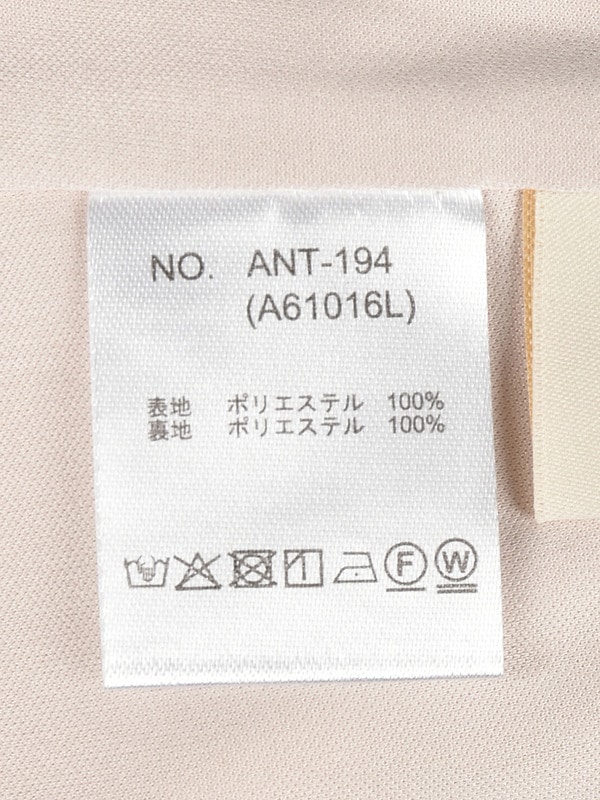 NO. ANT-194
(A61016L)
表地 ポリエステル 100%
裏地 ポリエステル 100%
F W